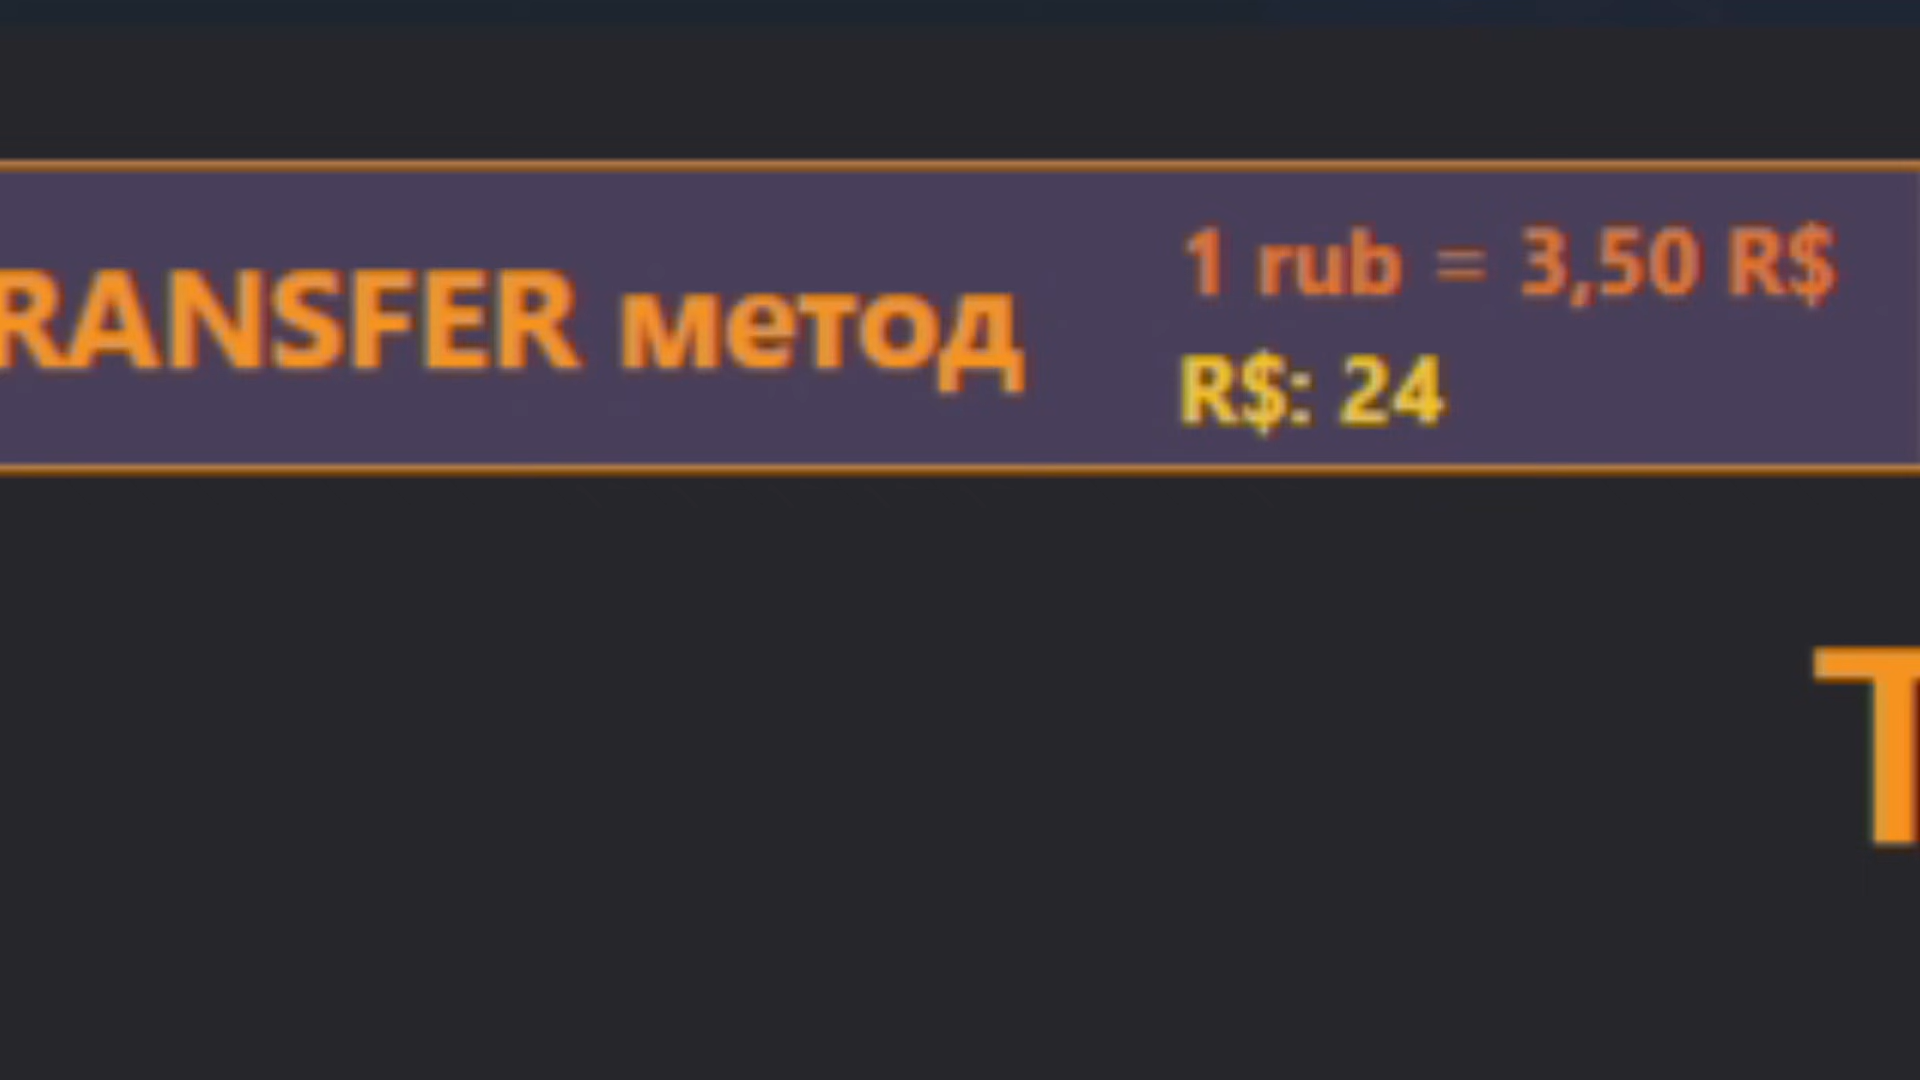 RANSFER метод
1 rub = 3,50 R$
R$: 24
T